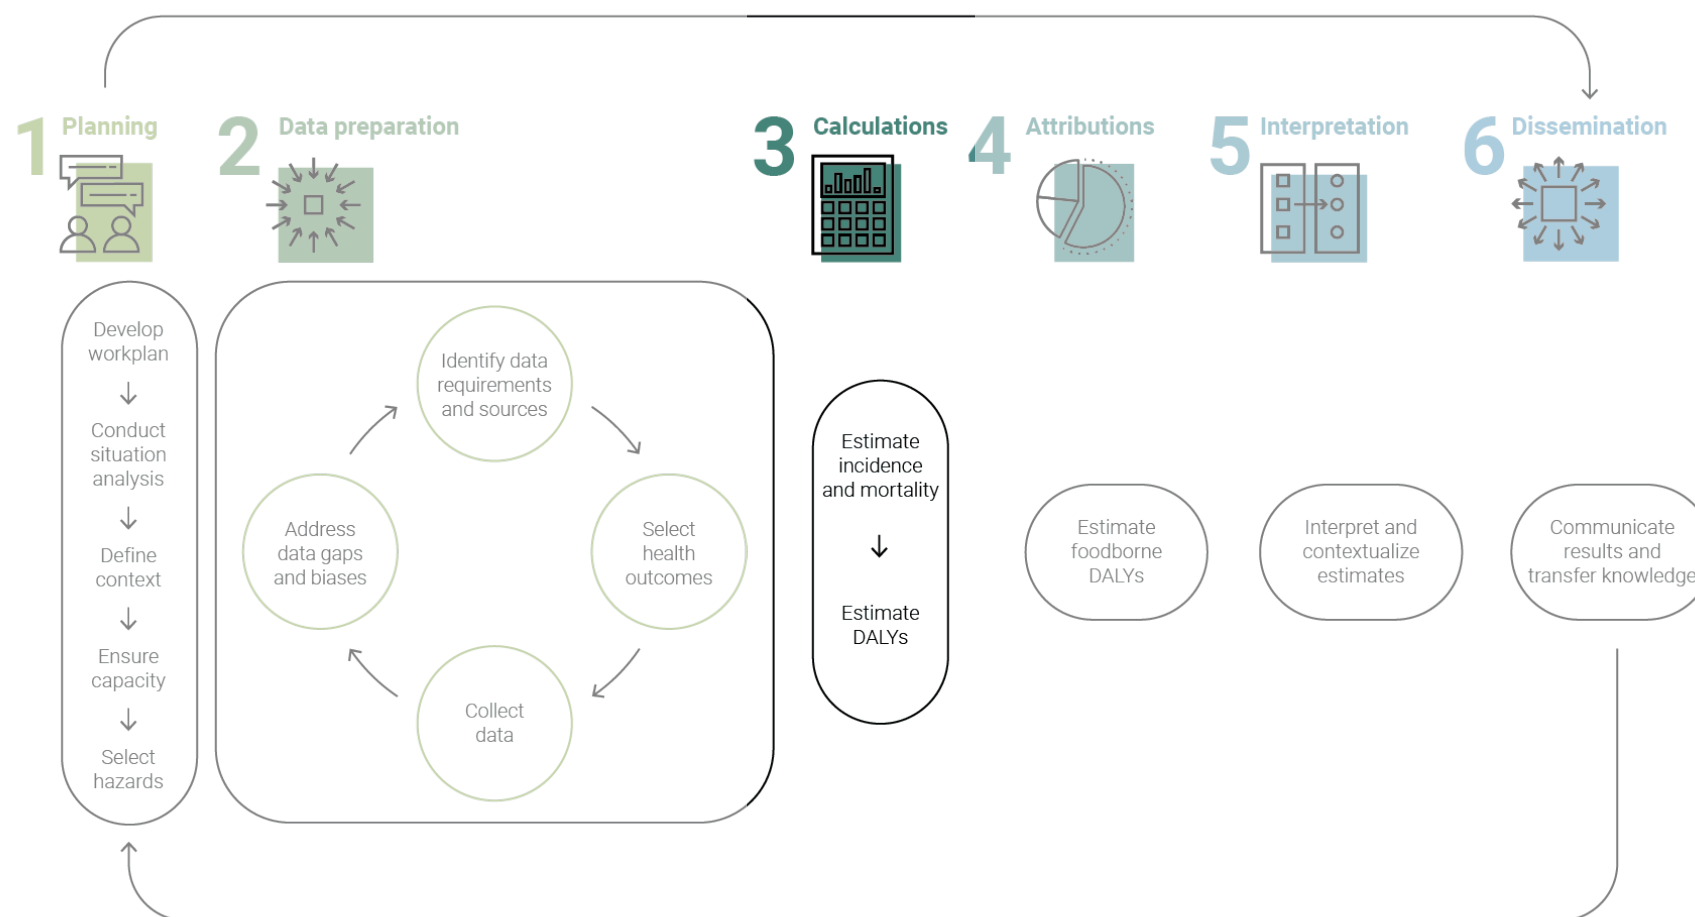 1 Planning
2 Data preparation
3 Calculations
4 Attributions
5 Interpretation
6 Dissemination
Develop
workplan
Conduct
situation
analysis
Define
context
Ensure
capacity
Select
hazards
Identify data
requirements
and sources
Select
health
outcomes
Collect
data
Address
data gaps
and biases
Estimate
incidence
and mortality
Estimate
DALYs
Estimate
foodborne
DALYs
Interpret and
contextualize
estimates
Communicate
results and
transfer knowledge